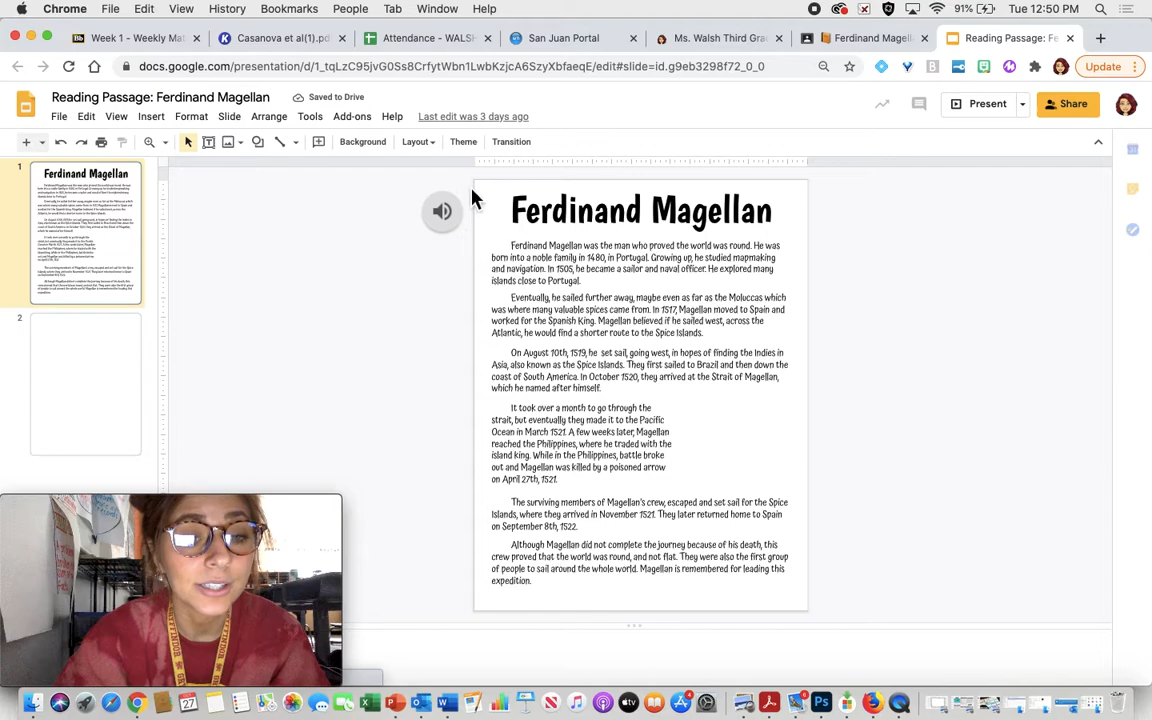 Chrome File Edit View History Bookmarks People Tab Window Help 91% Tue 12:50 PM
Week 1 - Weekly Mat
Casanova et al(1).pd
Attendance - WALSH
San Juan Portal
Ms. Walsh Third Gra
Ferdinand Magellan
Reading Passage: Fe
docs.google.com/presentation/d/1_tqLzC95jvG0Ss8CrfytWbn1LwbKzjcA6SzyXbfaeqE/edit#slide=id.g9eb3298f72_0_0
Update
Reading Passage: Ferdinand Magellan
Saved to Drive
File Edit View Insert Format Slide Arrange Tools Add-ons Help Last edit was 3 days ago
Present
Share
Background Layout Theme Transition
1
Ferdinand Magellan
2
Ferdinand Magellan
Ferdinand Magellan was the man who proved the world was round. He was
born into a noble family in 1480, in Portugal. Growing up, he studied mapmaking
and navigation. In 1505, he became a sailor and naval officer. He explored many
islands close to Portugal.
Eventually, he sailed further away, maybe even as far as the Moluccas which
was where many valuable spices came from. In 1517, Magellan moved to Spain and
worked for the Spanish King. Magellan believed if he sailed west, across the
Atlantic, he would find a shorter route to the Spice Islands.
On August 10th, 1519, he set sail, going west, in hopes of finding the Indies in
Asia, also known as the Spice Islands. They first sailed to Brazil and then down the
coast of South America. In October 1520, they arrived at the Strait of Magellan,
which he named after himself.
It took over a month to go through the
strait, but eventually they made it to the Pacific
Ocean in March 1521. A few weeks later, Magellan
reached the Philippines, where he traded with the
island king. While in the Philippines, battle broke
out and Magellan was killed by a poisoned arrow
on April 27th, 1521.
The surviving members of Magellan's crew, escaped and set sail for the Spice
Islands, where they arrived in November 1521. They later returned home to Spain
on September 8th, 1522.
Although Magellan did not complete the journey because of his death, this
crew proved that the world was round, and not flat. They were also the first group
of people to sail around the whole world. Magellan is remembered for leading this
expedition.